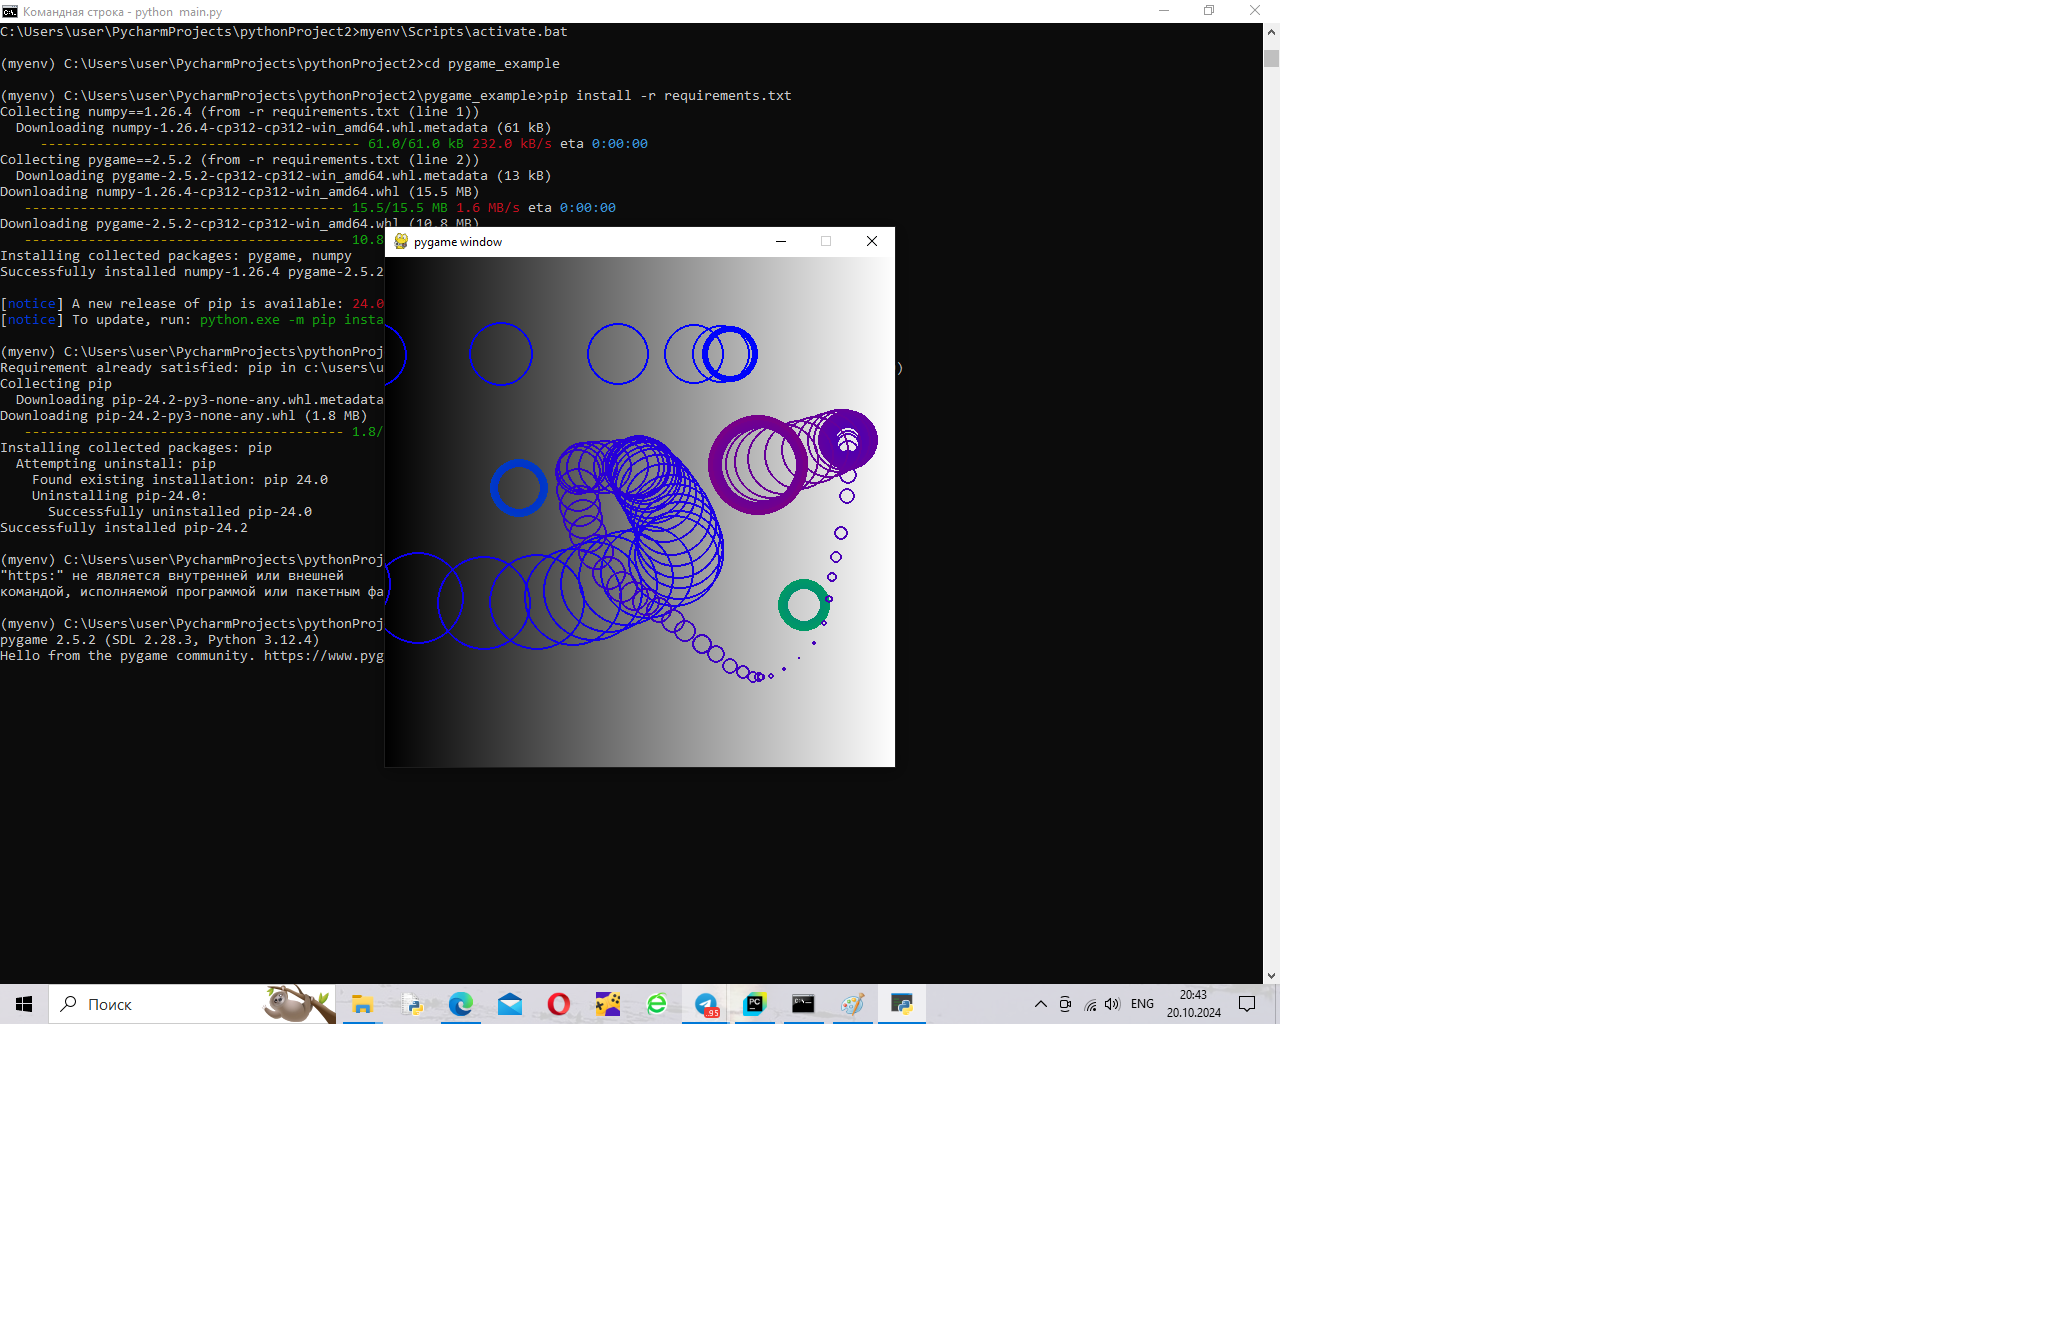 Командная строка - python  main.py
C:\Users\user\PycharmProjects\pythonProject2>myenv\Scripts\activate.bat
(myenv) C:\Users\user\PycharmProjects\pythonProject2>cd pygame_example
(myenv) C:\Users\user\PycharmProjects\pythonProject2\pygame_example>pip install -r requirements.txt
Collecting numpy==1.26.4 (from -r requirements.txt (line 1))
  Downloading numpy-1.26.4-cp312-cp312-win_amd64.whl.metadata (61 kB)
     ---------------------------------------- 61.0/61.0 kB 232.0 kB/s eta 0:00:00
Collecting pygame==2.5.2 (from -r requirements.txt (line 2))
  Downloading pygame-2.5.2-cp312-cp312-win_amd64.whl.metadata (13 kB)
Downloading numpy-1.26.4-cp312-cp312-win_amd64.whl (15.5 MB)
   ---------------------------------------- 15.5/15.5 MB 1.6 MB/s eta 0:00:00
Downloading pygame-2.5.2-cp312-cp312-win_amd64.whl (10.8 MB)
   ---------------------------------------- 10.8
Installing collected packages: pygame, numpy
Successfully installed numpy-1.26.4 pygame-2.5.2
[notice] A new release of pip is available: 24.0
[notice] To update, run: python.exe -m pip insta
(myenv) C:\Users\user\PycharmProjects\pythonProj
Requirement already satisfied: pip in c:\users\u )
Collecting pip
  Downloading pip-24.2-py3-none-any.whl.metadata
Downloading pip-24.2-py3-none-any.whl (1.8 MB)
   ---------------------------------------- 1.8/
Installing collected packages: pip
  Attempting uninstall: pip
    Found existing installation: pip 24.0
    Uninstalling pip-24.0:
      Successfully uninstalled pip-24.0
Successfully installed pip-24.2
(myenv) C:\Users\user\PycharmProjects\pythonProj
"https:" не является внутренней или внешней
командой, исполняемой программой или пакетным фа
(myenv) C:\Users\user\PycharmProjects\pythonProj
pygame 2.5.2 (SDL 2.28.3, Python 3.12.4)
Hello from the pygame community. https://www.pyg
pygame window
Поиск
..95
PC
ENG
20:43
20.10.2024